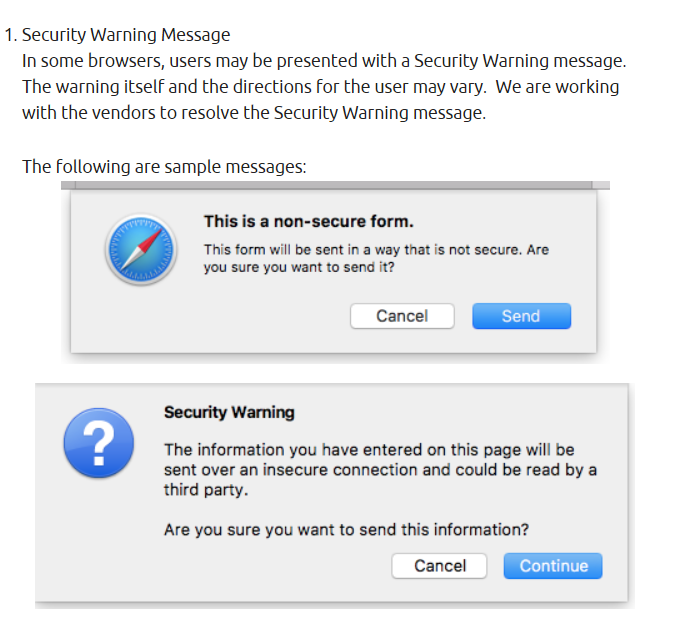 1. Security Warning Message
In some browsers, users may be presented with a Security Warning message.
The warning itself and the directions for the user may vary.  We are working
with the vendors to resolve the Security Warning message.
The following are sample messages:
This is a non-secure form.
This form will be sent in a way that is not secure. Are
you sure you want to send it?
Cancel Send
?
Security Warning
The information you have entered on this page will be
sent over an insecure connection and could be read by a
third party.
Are you sure you want to send this information?
Cancel Continue